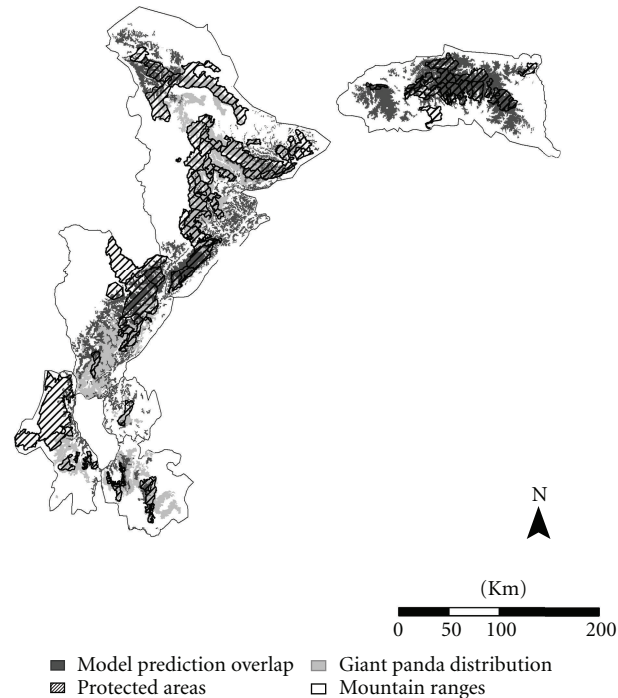 N
(Km)
0 50 100 200
Model prediction overlap Giant panda distribution
Protected areas Mountain ranges